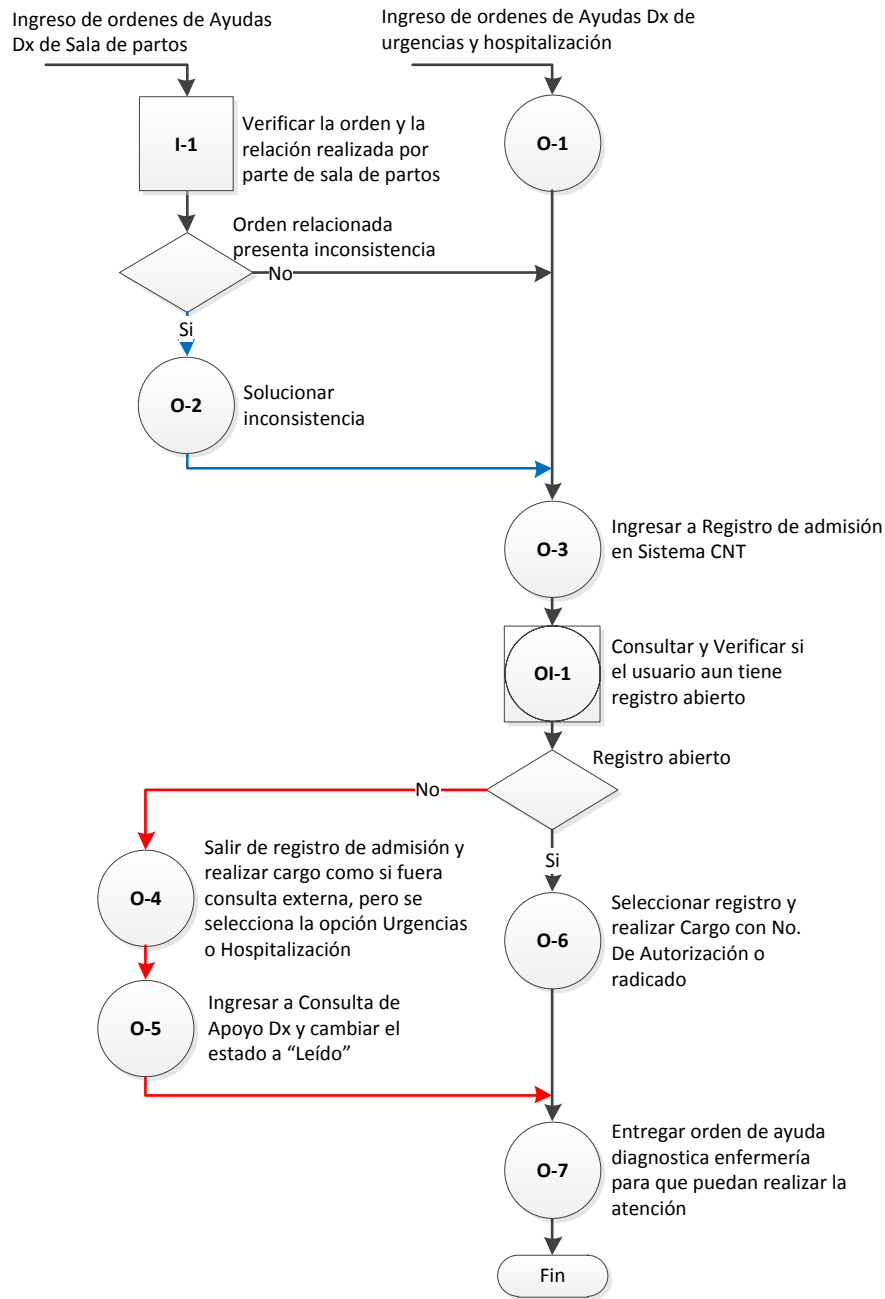 Ingreso de ordenes de Ayudas
Dx de Sala de partos
Ingreso de ordenes de Ayudas Dx de
urgencias y hospitalización
I-1
Verificar la orden y la
relación realizada por
parte de sala de partos
O-1
Orden relacionada
presenta inconsistencia
No
Si
O-2
Solucionar
inconsistencia
O-3
Ingresar a Registro de admisión
en Sistema CNT
OI-1
Consultar y Verificar si
el usuario aun tiene
registro abierto
Registro abierto
No
Si
O-4
Salir de registro de admisión y
realizar cargo como si fuera
consulta externa, pero se
selecciona la opción Urgencias
o Hospitalización
O-6
Seleccionar registro y
realizar Cargo con No.
De Autorización o
radicado
O-5
Ingresar a Consulta de
Apoyo Dx y cambiar el
estado a “Leído”
O-7
Entregar orden de ayuda
diagnostica enfermería
para que puedan realizar la
atención
Fin